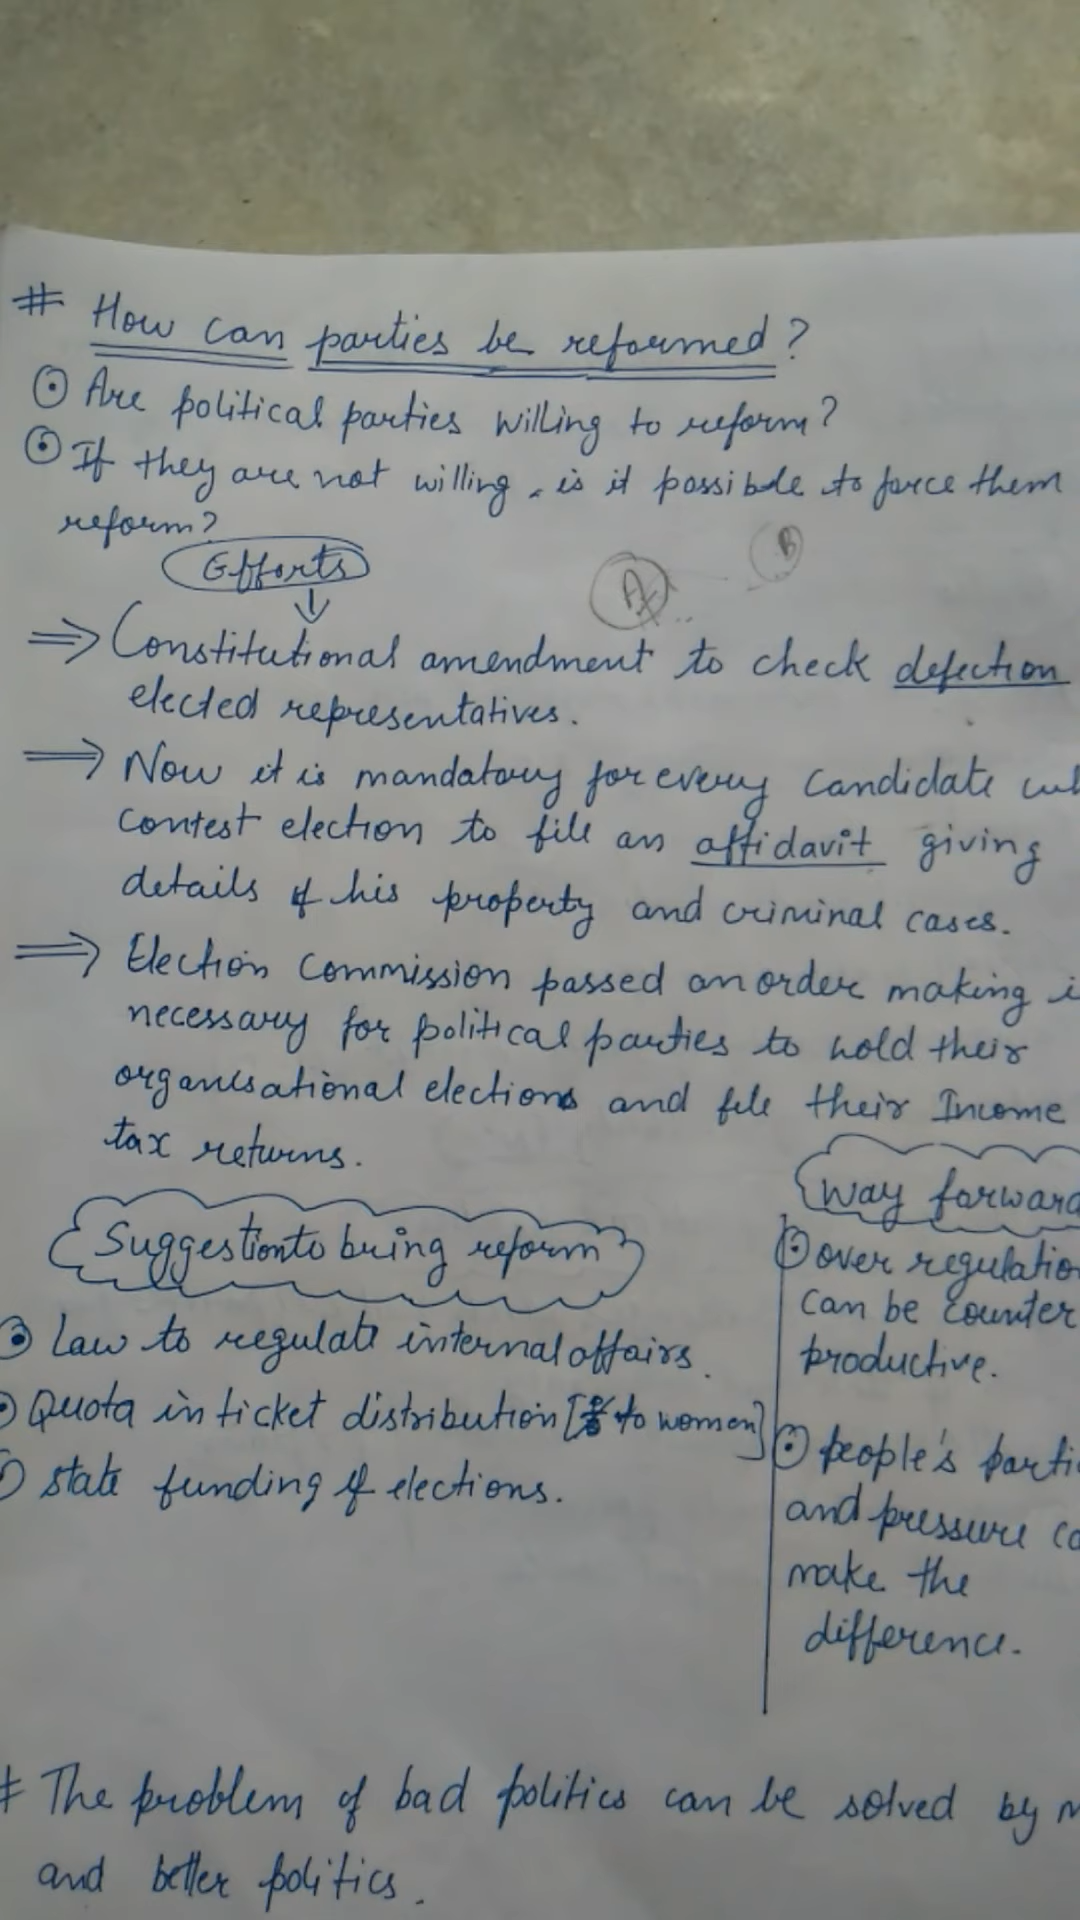 # How can parties be reformed?
Are political parties willing to reform?
If they are not willing, is it possible to force them
reform?
Efforts
A
B
⇒ Constitutional amendment to check defection
elected representatives.
⇒ Now it is mandatory for every candidate
contest election to file an affidavit giving
details of his property and criminal cases.
⇒ Election Commission passed an order making
necessary for political parties to hold their
organisational elections and file their Income
tax returns.
Suggestion to bring reform
Law to regulate internal affairs.
Quota in ticket distribution [ to women]
state funding of elections.
Way forward
over regulation
can be counter
productive.
people's
and pressure
make the
difference.
# The problem of bad politics can be solved by
and better politics.